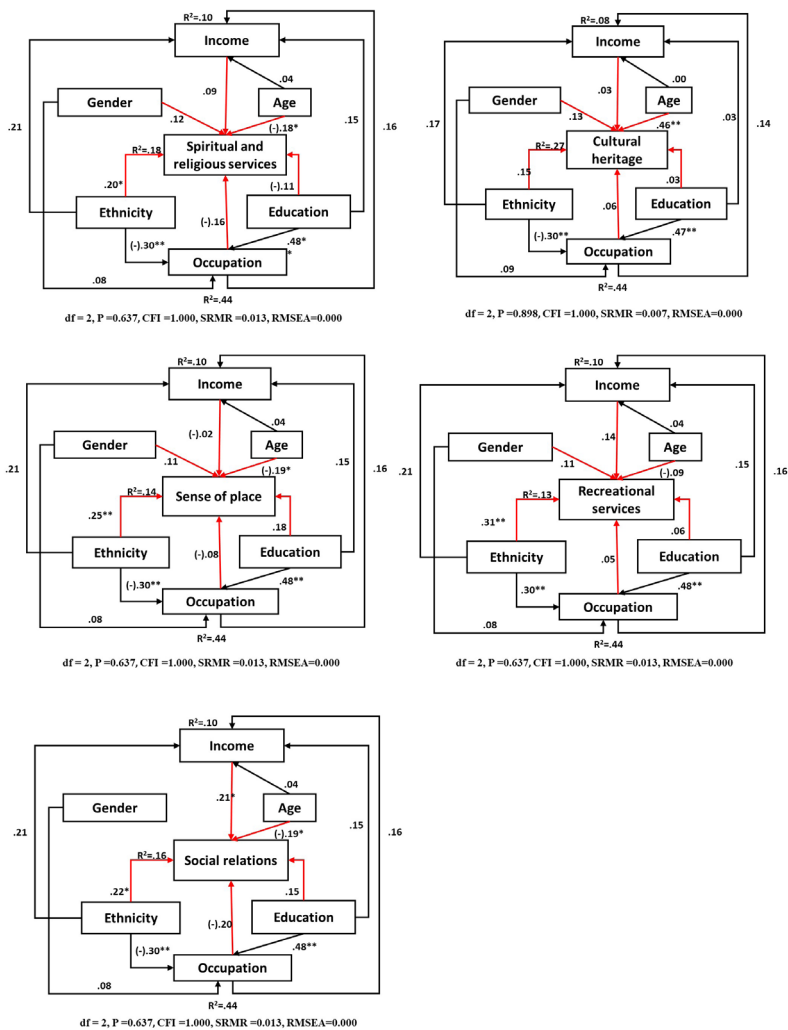 R²=.10
Income
.04
.09
Gender
Age
.12
(-).18*
.21
.15
.16
R²=.18
Spiritual and
religious services
.20*
(-).11
Ethnicity
(-).16
Education
(-).30**
.48*
*
Occupation
.08
R²=.44
df = 2, P =0.637, CFI =1.000, SRMR =0.013, RMSEA=0.000
R²=.08
Income
.00
.03
Gender
Age
.13
.46**
.17
.03
.14
R²=.27
Cultural
heritage
.15
.03
Ethnicity
.06
Education
(-).30**
.47**
Occupation
.09
R²=.44
df = 2, P=0.898, CFI =1.000, SRMR =0.007, RMSEA=0.000
R²=.10
Income
.04
(-).02
Gender
Age
.11
(-).19*
.21
.15
.16
R²=.14
Sense of place
.25**
.18
Ethnicity
(-).08
Education
(-).30**
.48**
Occupation
.08
R²=.44
df = 2, P =0.637, CFI =1.000, SRMR =0.013, RMSEA=0.000
R²=.10
Income
.04
.14
Gender
Age
.11
(-).09
.21
.15
.16
R²=.13
Recreational
services
.31**
.06
Ethnicity
.05
Education
.30**
.48**
Occupation
.08
R²=.44
df = 2, P =0.637, CFI =1.000, SRMR =0.013, RMSEA=0.000
R²=.10
Income
.04
.21*
Gender
Age
(-).19*
.21
.15
.16
R²=.16
Social relations
.22*
.15
Ethnicity
(-).20
Education
(-).30**
.48**
Occupation
.08
R²=.44
df = 2, P =0.637, CFI =1.000, SRMR =0.013, RMSEA=0.000